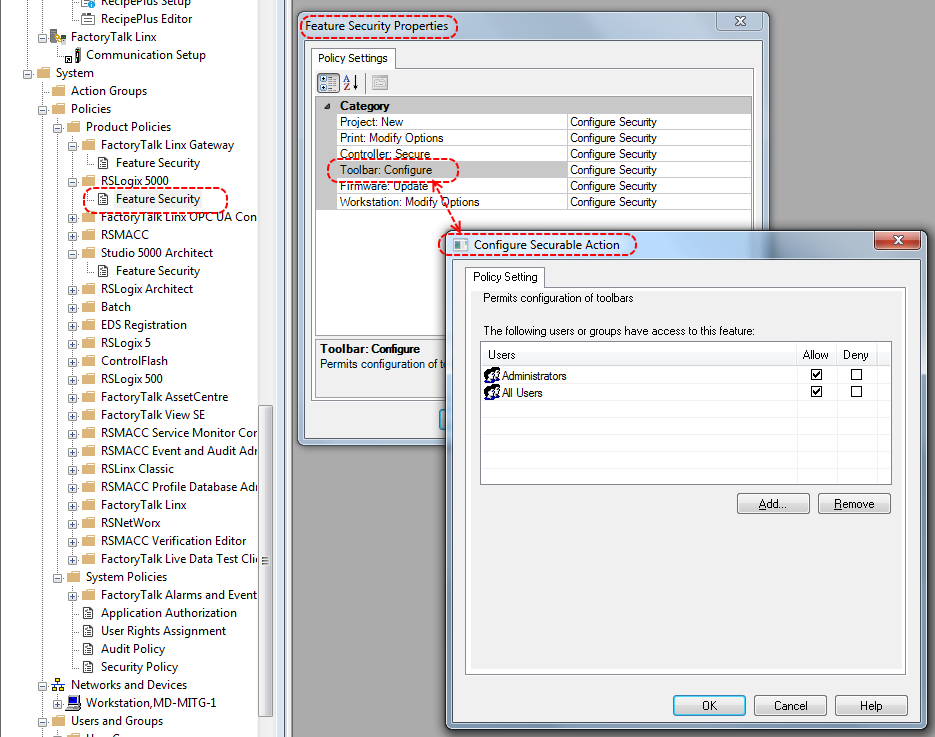 RecipePlus Setup
RecipePlus Editor
FactoryTalk Linx
Communication Setup
System
Action Groups
Policies
Product Policies
FactoryTalk Linx Gateway
Feature Security
RSLogix 5000
Feature Security
FactoryTalk Linx OPC UA Con
RSMACC
Studio 5000 Architect
Feature Security
RSLogix Architect
Batch
EDS Registration
RSLogix 5
ControlFlash
RSLogix 500
FactoryTalk AssetCentre
FactoryTalk View SE
RSMACC Service Monitor Cor
RSMACC Event and Audit Adr
RSLinx Classic
RSMACC Profile Database Adr
FactoryTalk Linx
RSNetWorx
RSMACC Verification Editor
FactoryTalk Live Data Test Clie
System Policies
FactoryTalk Alarms and Event
Application Authorization
User Rights Assignment
Audit Policy
Security Policy
Networks and Devices
Workstation,MD-MITG-1
Users and Groups
Feature Security Properties
Policy Settings
Category
Project: New Configure Security
Print: Modify Options Configure Security
Controller: Secure Configure Security
Toolbar: Configure Configure Security
Firmware: Update Configure Security
Workstation: Modify Options Configure Security
Toolbar: Configure
Permits configuration of to
Configure Securable Action
Policy Setting
Permits configuration of toolbars
The following users or groups have access to this feature:
Users Allow Deny
Administrators
All Users
Add... Remove
OK Cancel Help